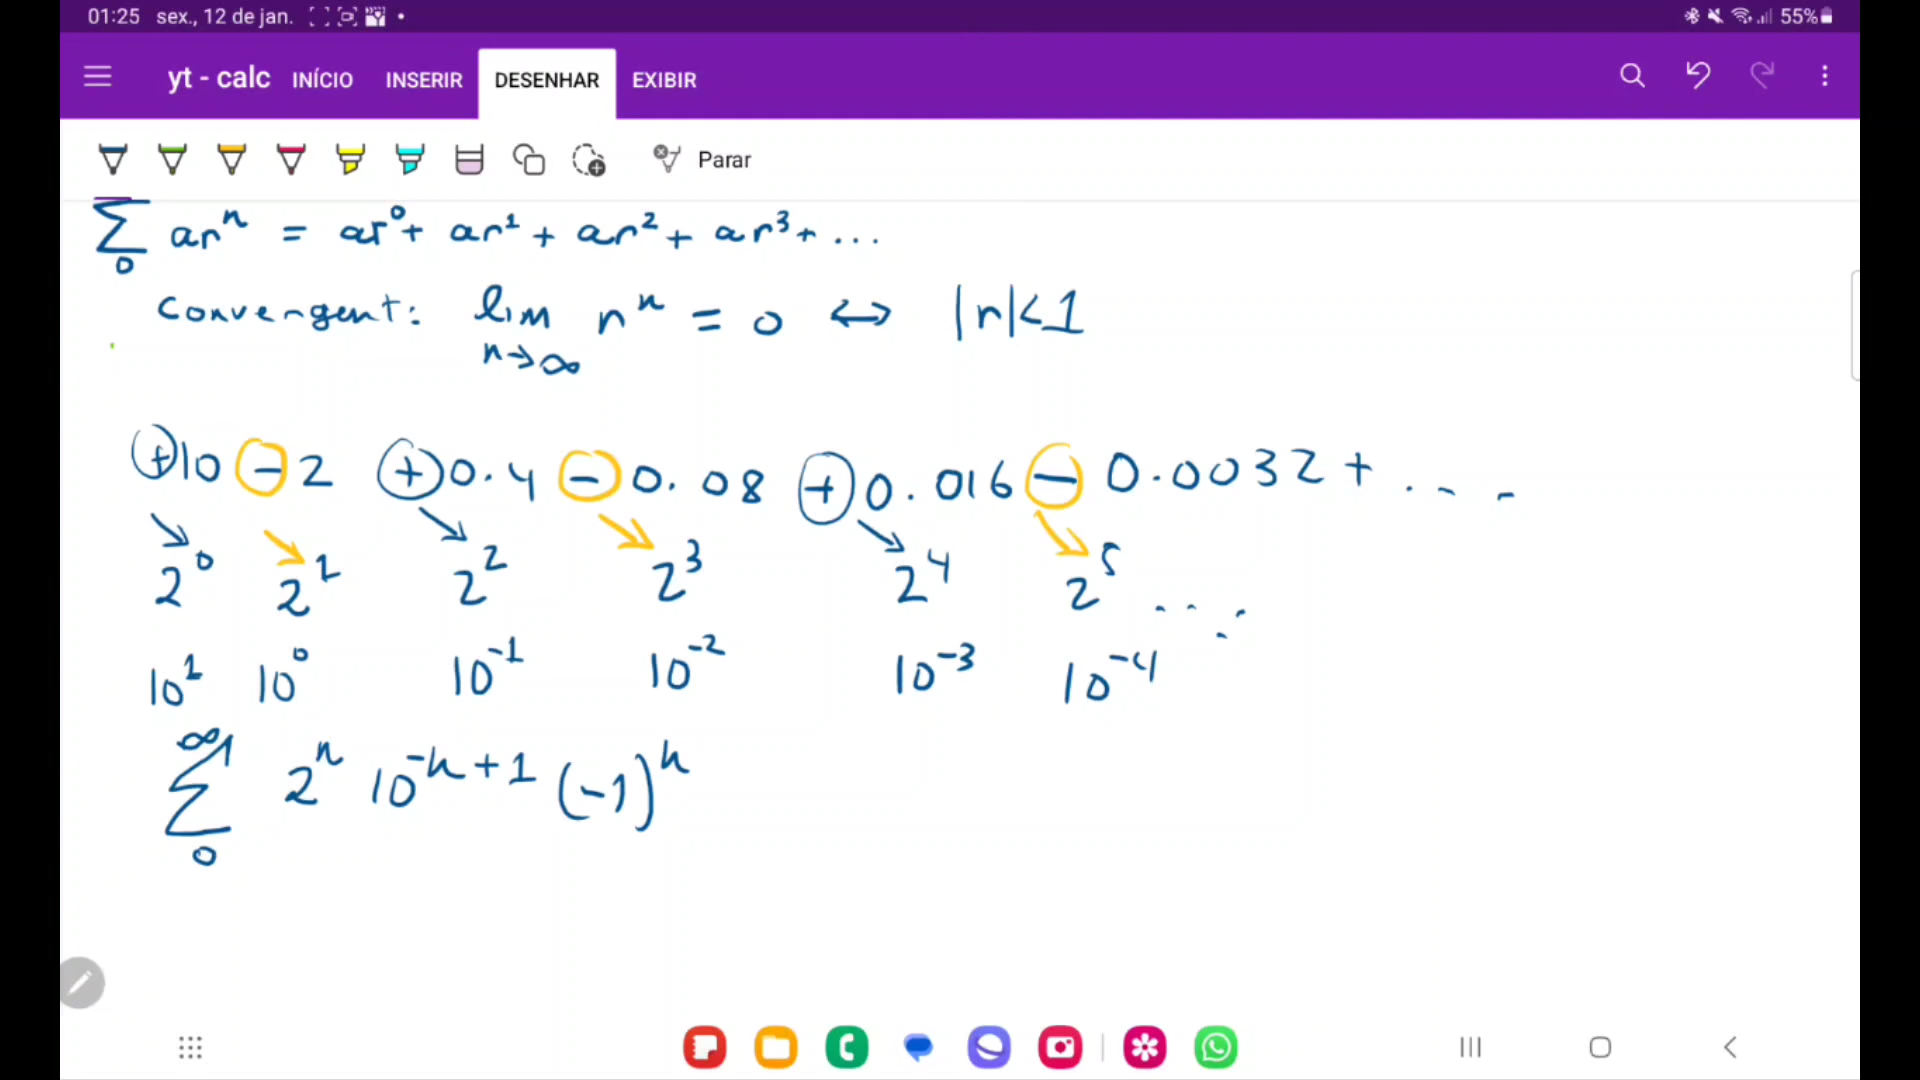 01:25 sex., 12 de jan. 55%
yt - calc INÍCIO INSERIR DESENHAR EXIBIR
Parar
∑ arⁿ = ar⁰ + ar¹ + ar² + ar³ + ...
0
convergent: lim rⁿ = 0 ↔ |r|<1
n→∞
+10 - 2 + 0.4 - 0.08 + 0.016 - 0.0032 + ...
2⁰ 2¹ 2² 2³ 2⁴ 2⁵ ...
10¹ 10⁰ 10⁻¹ 10⁻² 10⁻³ 10⁻⁴
∞
∑ 2ⁿ 10⁻ⁿ⁺¹ (-1)ⁿ
0